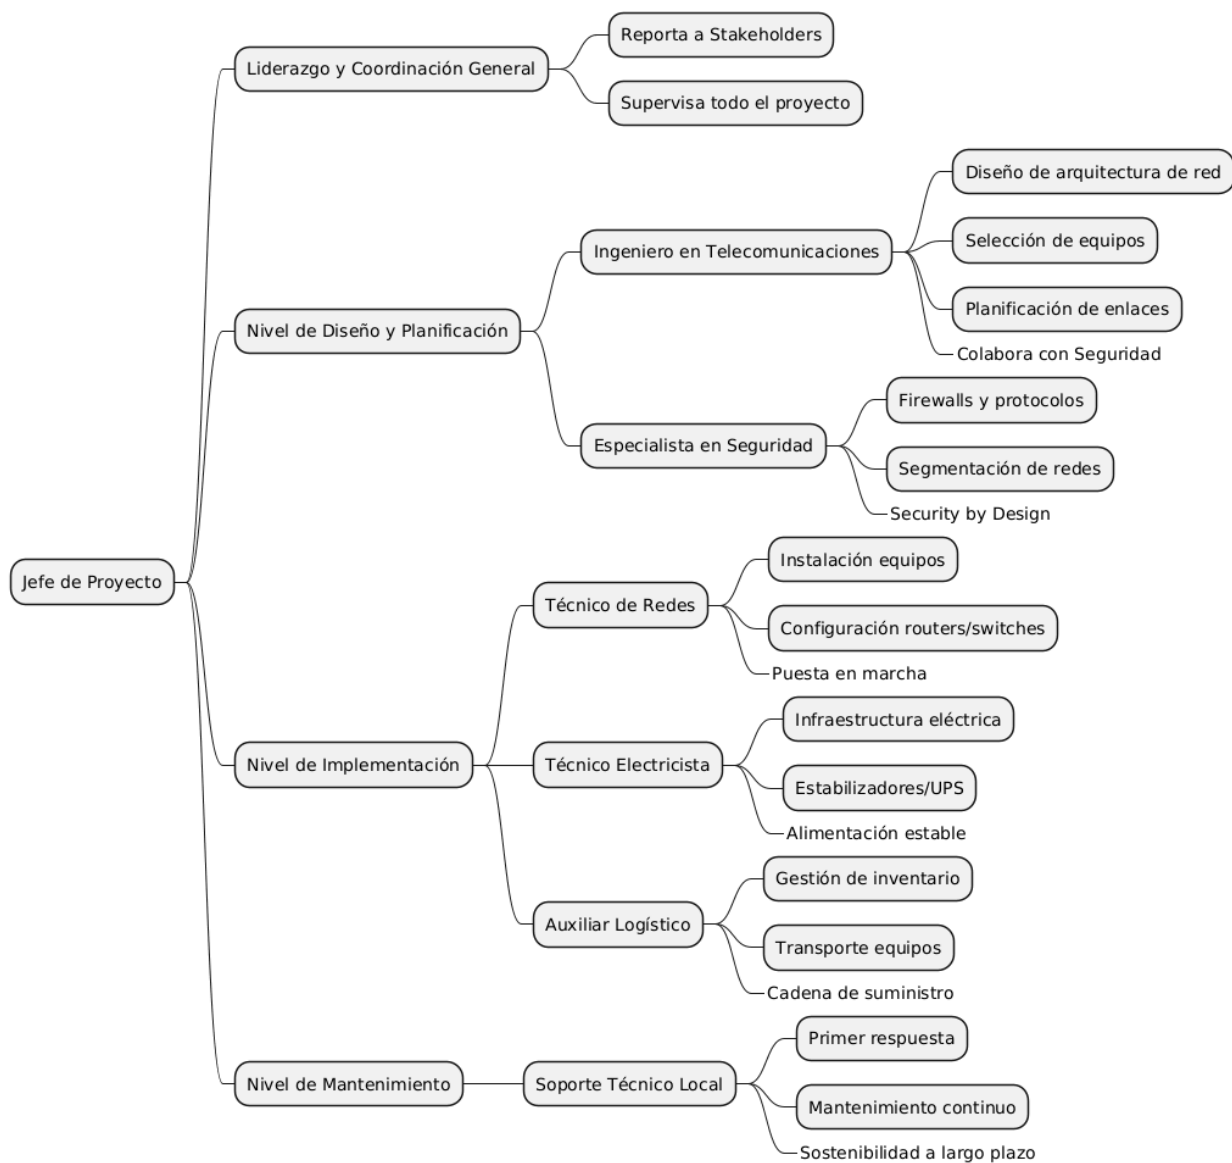 Jefe de Proyecto
Liderazgo y Coordinación General
Reporta a Stakeholders
Supervisa todo el proyecto
Nivel de Diseño y Planificación
Ingeniero en Telecomunicaciones
Diseño de arquitectura de red
Selección de equipos
Planificación de enlaces
Colabora con Seguridad
Especialista en Seguridad
Firewalls y protocolos
Segmentación de redes
Security by Design
Nivel de Implementación
Técnico de Redes
Instalación equipos
Configuración routers/switches
Puesta en marcha
Técnico Electricista
Infraestructura eléctrica
Estabilizadores/UPS
Alimentación estable
Auxiliar Logístico
Gestión de inventario
Transporte equipos
Cadena de suministro
Nivel de Mantenimiento
Soporte Técnico Local
Primer respuesta
Mantenimiento continuo
Sostenibilidad a largo plazo